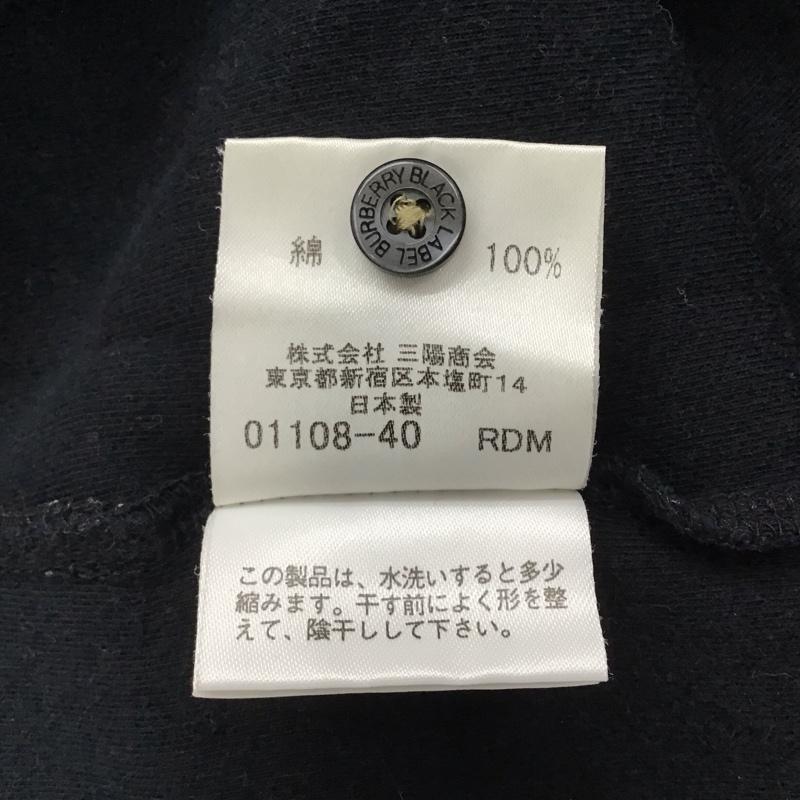 BURBERRY BLACK LABEL
綿 100%
株式会社 三陽商会
東京都新宿区本塩町14
日本製
01108-40 RDM
この製品は、水洗いすると多少
縮みます。干す前によく形を整
えて、陰干しして下さい。